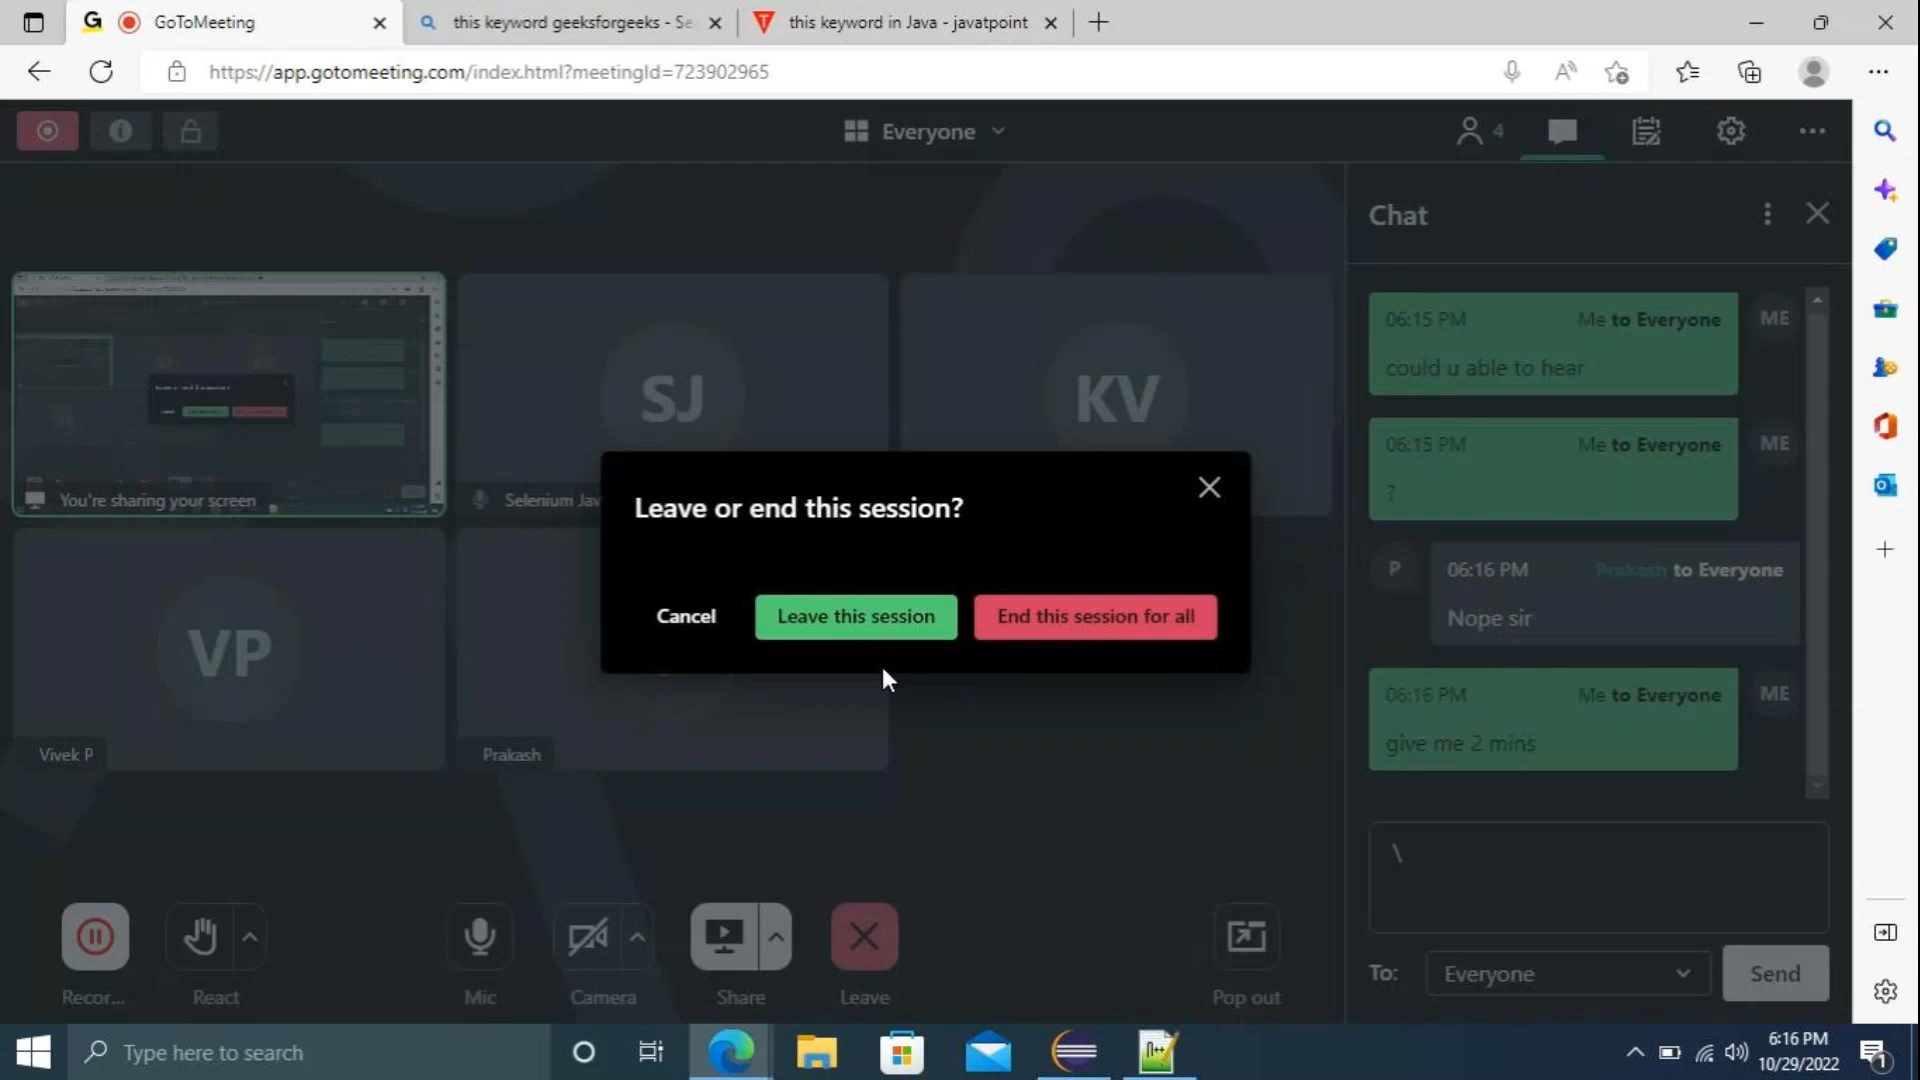 GoToMeeting
this keyword geeksforgeeks - Se
this keyword in Java - javatpoint
https://app.gotomeeting.com/index.html?meetingId=723902965
Everyone
4
Chat
06:15 PM Me to Everyone ME
could u able to hear
06:15 PM Me to Everyone ME
?
P 06:16 PM Prakash to Everyone
Nope sir
06:16 PM Me to Everyone ME
give me 2 mins
\
To: Everyone Send
SJ
KV
You're sharing your screen
Selenium Jav
Leave or end this session?
Cancel Leave this session End this session for all
VP
Vivek P
Prakash
Recor... React Mic Camera Share Leave Pop out
Type here to search
6:16 PM
10/29/2022
1